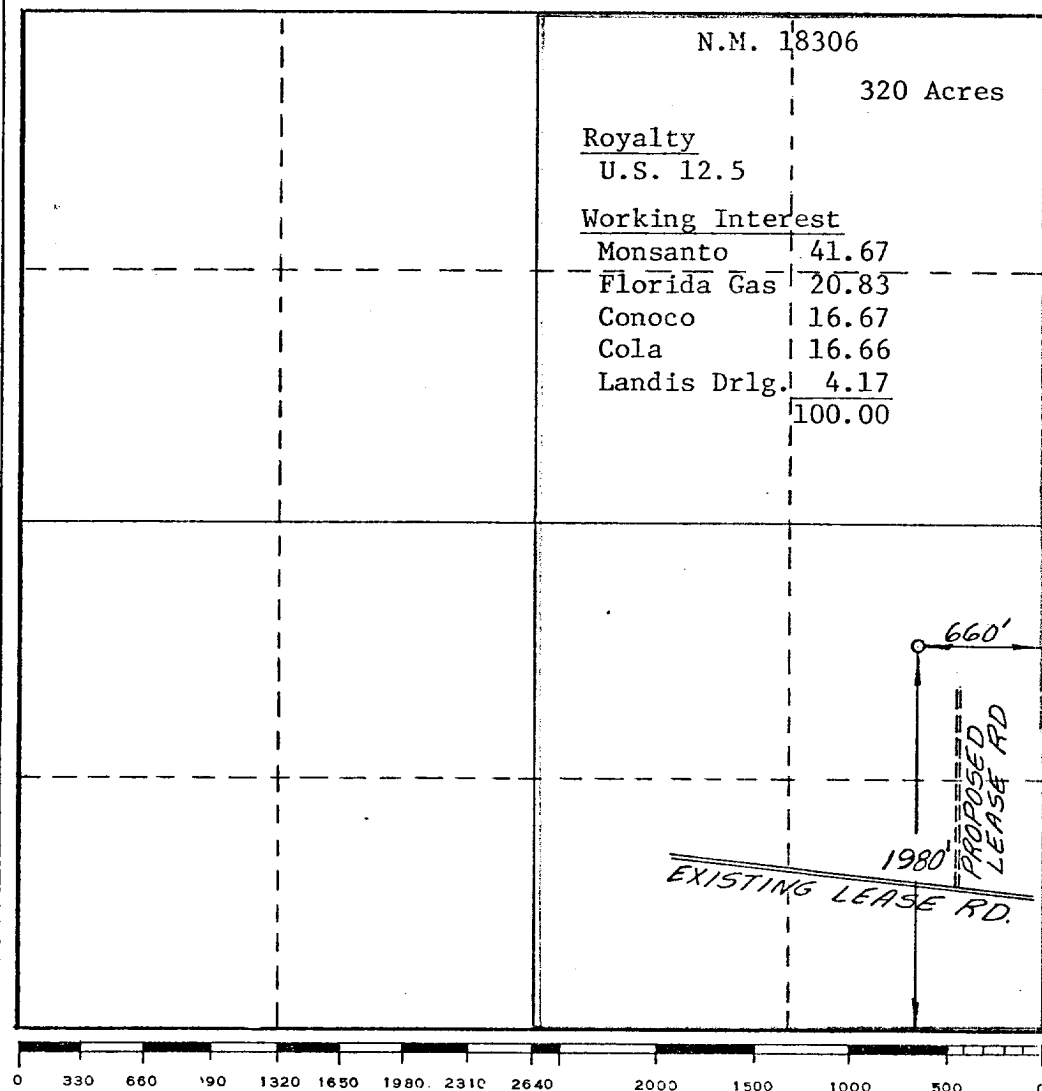 N.M. 18306
320 Acres
Royalty
U.S. 12.5
Working Interest
Monsanto 41.67
Florida Gas 20.83
Conoco 16.67
Cola 16.66
Landis Drlg. 4.17
100.00
660'
PROPOSED
LEASE RD
1980'
EXISTING LEASE RD.
0 330 660 190 1320 1650 1980. 2310 2640 2000 1500 1000 500